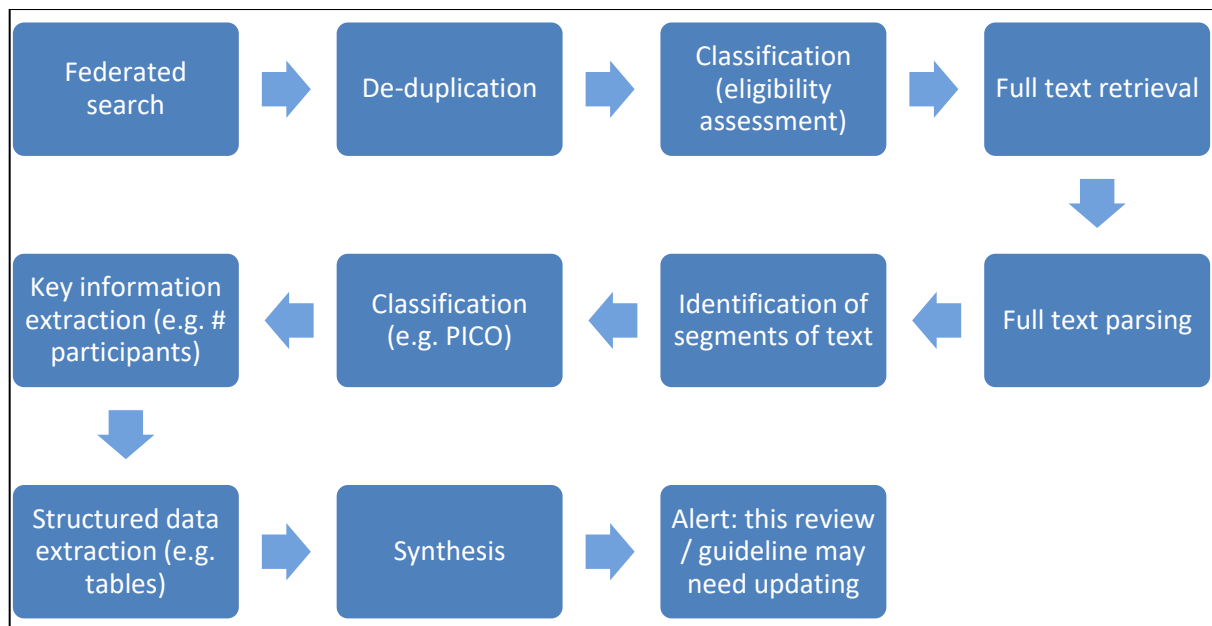 Federated
search
De-duplication
Classification
(eligibility
assessment)
Full text retrieval
Full text parsing
Identification of
segments of text
Classification
(e.g. PICO)
Key information
extraction (e.g. #
participants)
Structured data
extraction (e.g.
tables)
Synthesis
Alert: this review
/ guideline may
need updating